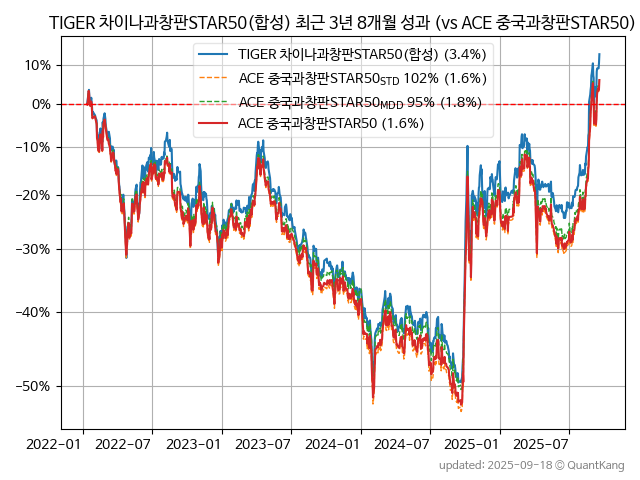 TIGER 차이나과창판STAR50(합성) 최근 3년 8개월 성과 (vs ACE 중국과창판STAR50)
TIGER 차이나과창판STAR50(합성) (3.4%)
ACE 중국과창판STAR50STD 102% (1.6%)
ACE 중국과창판STAR50MDD 95% (1.8%)
ACE 중국과창판STAR50 (1.6%)
10%
0%
−10%
−20%
−30%
−40%
−50%
2022−01 2022−07 2023−01 2023−07 2024−01 2024−07 2025−01 2025−07
updated: 2025-09-18 © QuantKang